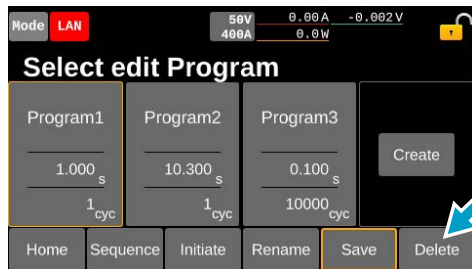 Mode LAN 50V 0.00A -0.002V
400A 0.0W
Select edit Program
Program1 Program2 Program3
Create
1.000 s 10.300 s 0.100 s
1 cyc 1 cyc 10000 cyc
Home Sequence Initiate Rename Save Delete